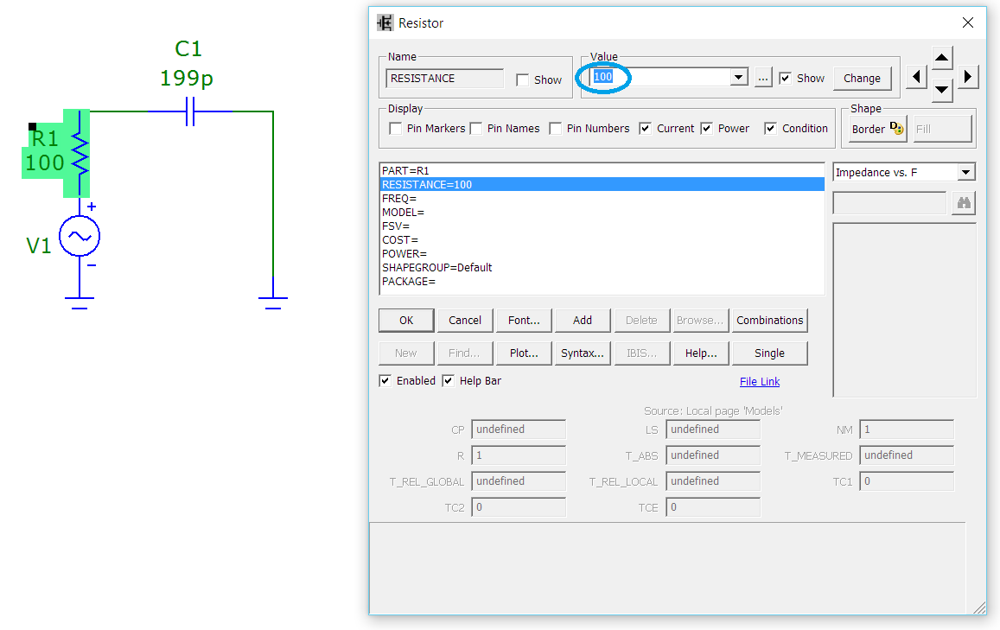 C1
199p
R1
100
+
V1
−
Resistor
Name
RESISTANCE
Show
Value
100
...
Show
Change
Display
Pin Markers
Pin Names
Pin Numbers
Current
Power
Condition
Shape
Border
Fill
PART=R1
RESISTANCE=100
FREQ=
MODEL=
FSV=
COST=
POWER=
SHAPEGROUP=Default
PACKAGE=
Impedance vs. F
OK
Cancel
Font...
Add
Delete
Browse...
Combinations
New
Find...
Plot...
Syntax...
IBIS...
Help...
Single
Enabled
Help Bar
File Link
Source: Local page 'Models'
CP undefined
LS undefined
NM 1
R 1
T_ABS undefined
T_MEASURED undefined
T_REL_GLOBAL undefined
T_REL_LOCAL undefined
TC1 0
TC2 0
TCE 0